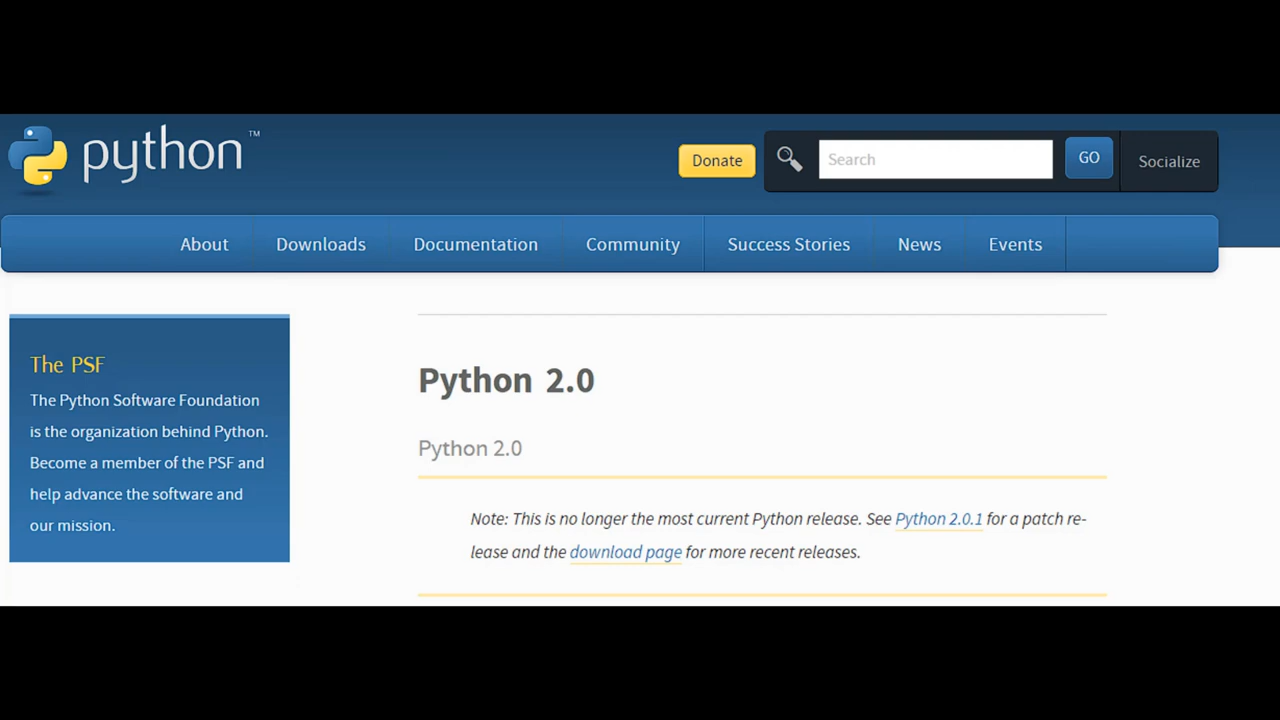 python™
Donate
Search
GO
Socialize
About
Downloads
Documentation
Community
Success Stories
News
Events
The PSF
The Python Software Foundation
is the organization behind Python.
Become a member of the PSF and
help advance the software and
our mission.
Python 2.0
Python 2.0
Note: This is no longer the most current Python release. See Python 2.0.1 for a patch re-
lease and the download page for more recent releases.